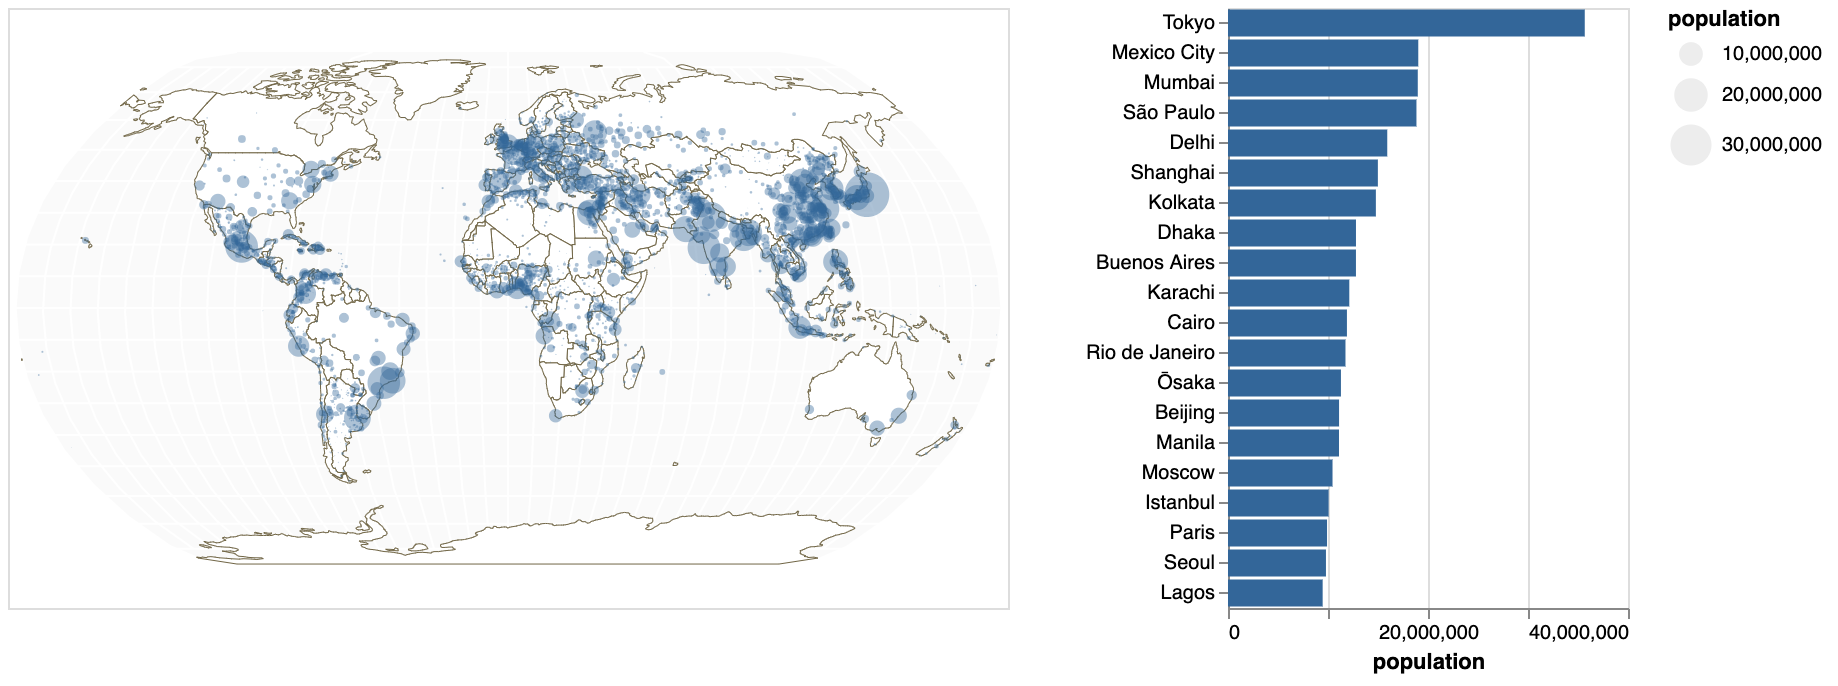 Tokyo
Mexico City
Mumbai
São Paulo
Delhi
Shanghai
Kolkata
Dhaka
Buenos Aires
Karachi
Cairo
Rio de Janeiro
Ōsaka
Beijing
Manila
Moscow
Istanbul
Paris
Seoul
Lagos
0 20,000,000 40,000,000
population
population
10,000,000
20,000,000
30,000,000